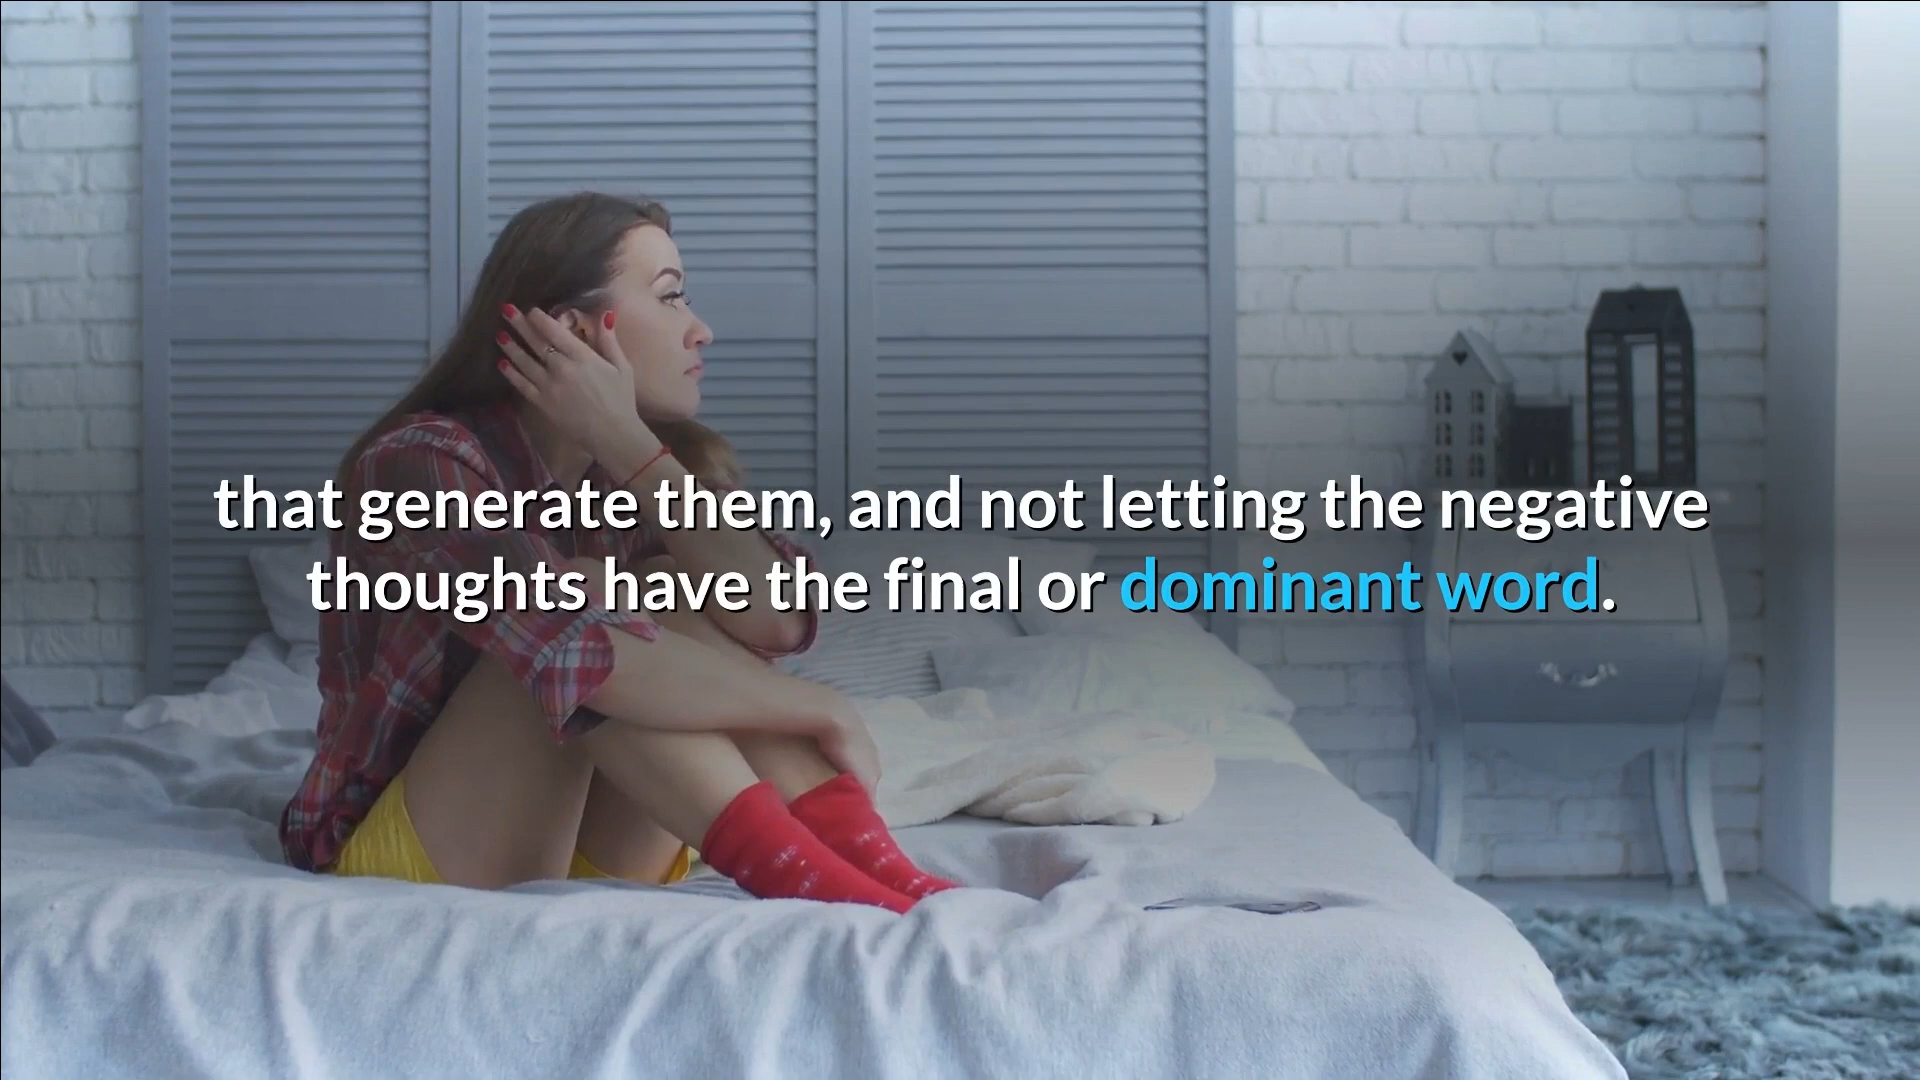 that generate them, and not letting the negative
thoughts have the final or dominant word.